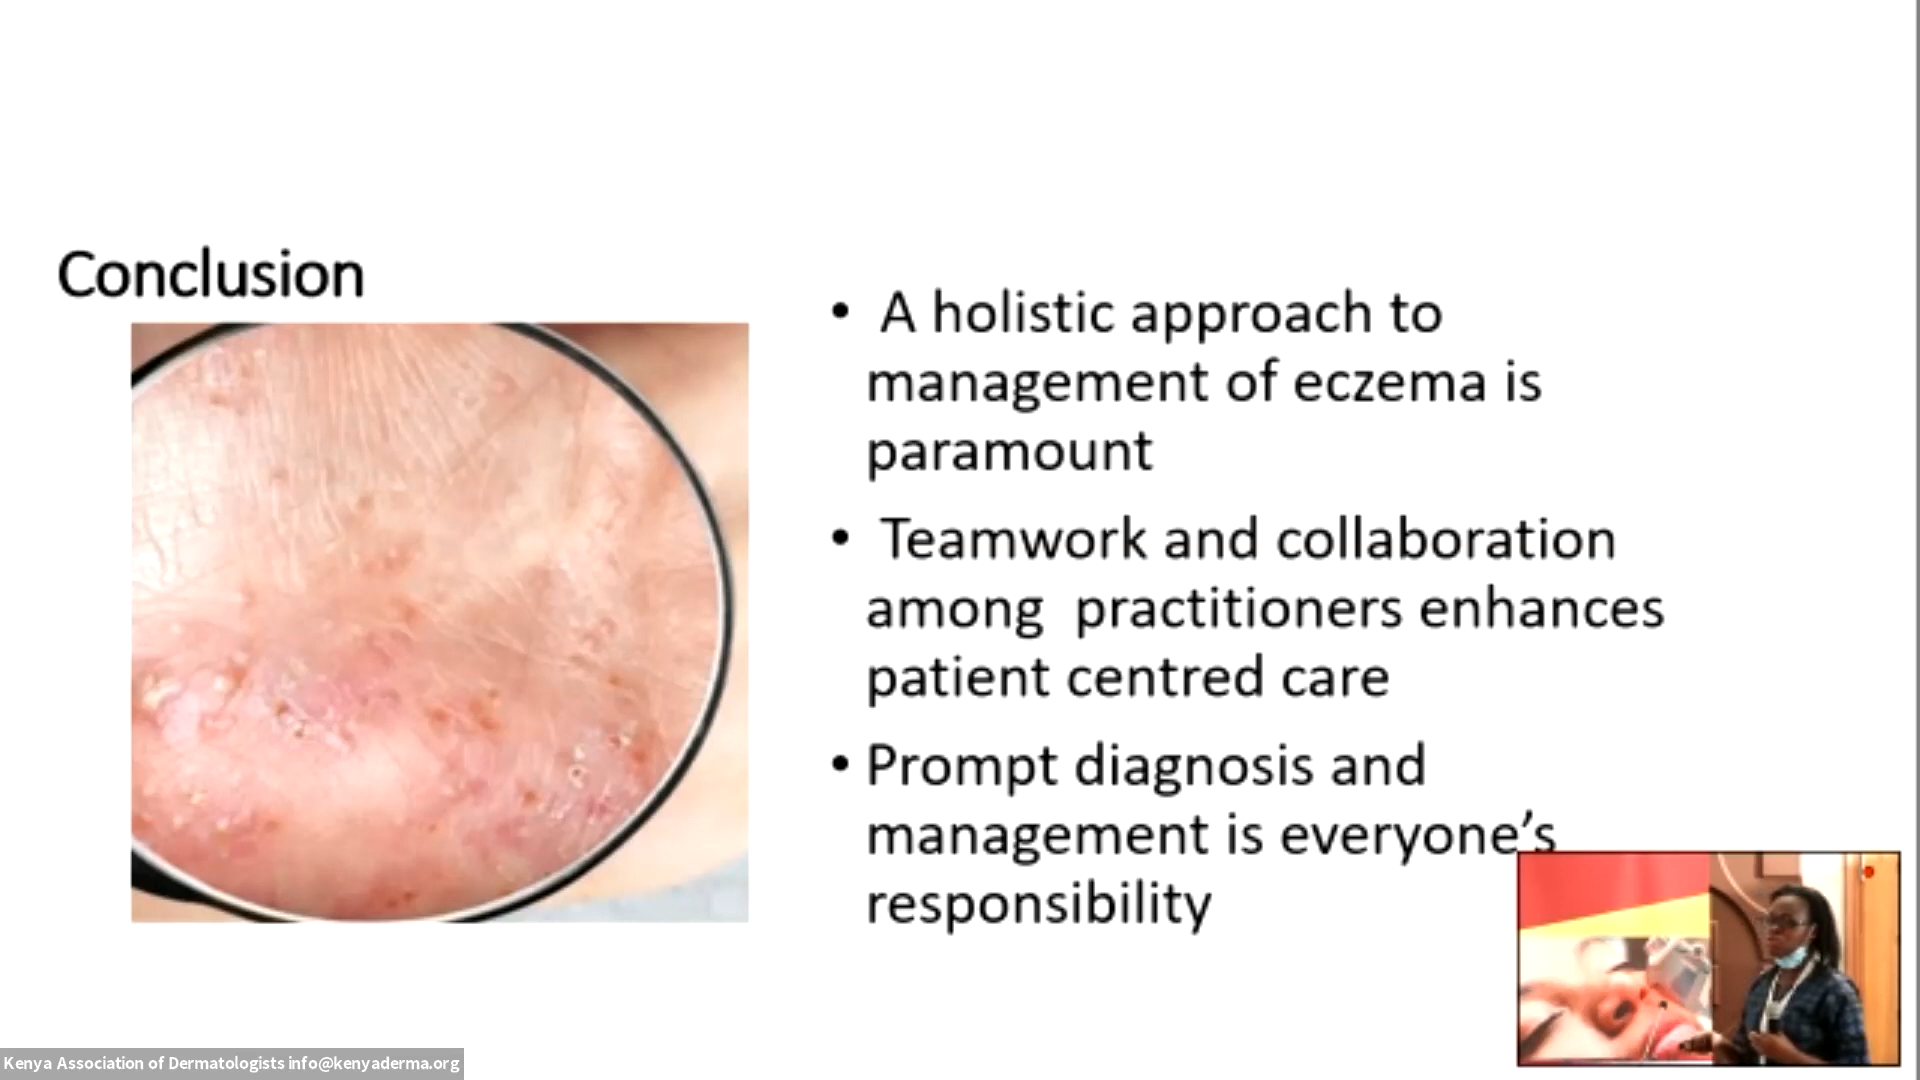 Conclusion
• A holistic approach to
management of eczema is
paramount
• Teamwork and collaboration
among  practitioners enhances
patient centred care
• Prompt diagnosis and
management is everyone’s
responsibility
Kenya Association of Dermatologists info@kenyaderma.org